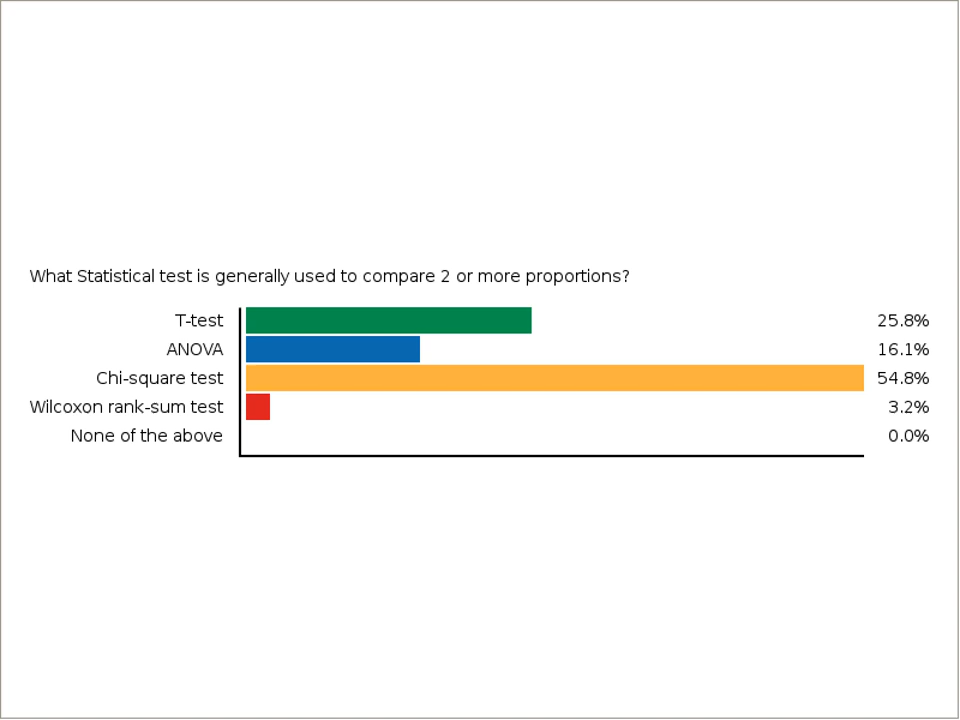 What Statistical test is generally used to compare 2 or more proportions?
T-test 25.8%
ANOVA 16.1%
Chi-square test 54.8%
Wilcoxon rank-sum test 3.2%
None of the above 0.0%